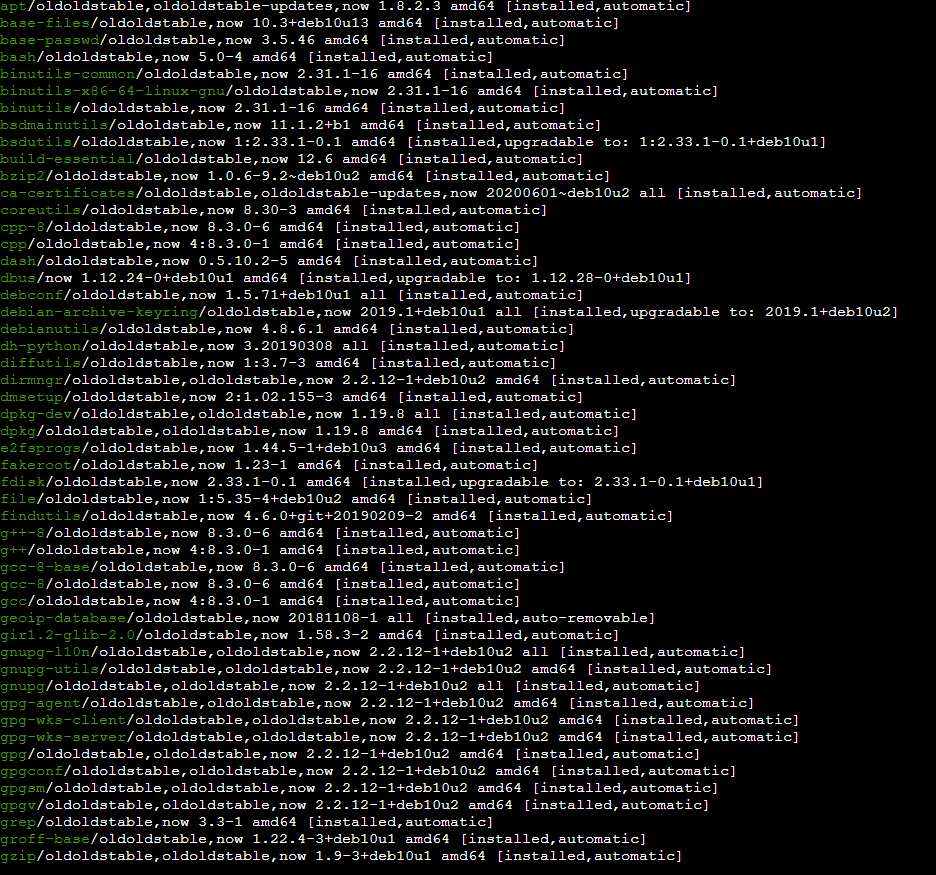 apt/oldoldstable,oldoldstable-updates,now 1.8.2.3 amd64 [installed,automatic]
base-files/oldoldstable,now 10.3+deb10u13 amd64 [installed,automatic]
base-passwd/oldoldstable,now 3.5.46 amd64 [installed,automatic]
bash/oldoldstable,now 5.0-4 amd64 [installed,automatic]
binutils-common/oldoldstable,now 2.31.1-16 amd64 [installed,automatic]
binutils-x86-64-linux-gnu/oldoldstable,now 2.31.1-16 amd64 [installed,automatic]
binutils/oldoldstable,now 2.31.1-16 amd64 [installed,automatic]
bsdmainutils/oldoldstable,now 11.1.2+b1 amd64 [installed,automatic]
bsdutils/oldoldstable,now 1:2.33.1-0.1 amd64 [installed,upgradable to: 1:2.33.1-0.1+deb10u1]
build-essential/oldoldstable,now 12.6 amd64 [installed,automatic]
bzip2/oldoldstable,now 1.0.6-9.2~deb10u2 amd64 [installed,automatic]
ca-certificates/oldoldstable,oldoldstable-updates,now 20200601~deb10u2 all [installed,automatic]
coreutils/oldoldstable,now 8.30-3 amd64 [installed,automatic]
cpp-8/oldoldstable,now 8.3.0-6 amd64 [installed,automatic]
cpp/oldoldstable,now 4:8.3.0-1 amd64 [installed,automatic]
dash/oldoldstable,now 0.5.10.2-5 amd64 [installed,automatic]
dbus/now 1.12.24-0+deb10u1 amd64 [installed,upgradable to: 1.12.28-0+deb10u1]
debconf/oldoldstable,now 1.5.71+deb10u1 all [installed,automatic]
debian-archive-keyring/oldoldstable,now 2019.1+deb10u1 all [installed,upgradable to: 2019.1+deb10u2]
debianutils/oldoldstable,now 4.8.6.1 amd64 [installed,automatic]
dh-python/oldoldstable,now 3.20190308 all [installed,automatic]
diffutils/oldoldstable,now 1:3.7-3 amd64 [installed,automatic]
dirmngr/oldoldstable,oldoldstable,now 2.2.12-1+deb10u2 amd64 [installed,automatic]
dmsetup/oldoldstable,now 2:1.02.155-3 amd64 [installed,automatic]
dpkg-dev/oldoldstable,oldoldstable,now 1.19.8 all [installed,automatic]
dpkg/oldoldstable,oldoldstable,now 1.19.8 amd64 [installed,automatic]
e2fsprogs/oldoldstable,now 1.44.5-1+deb10u3 amd64 [installed,automatic]
fakeroot/oldoldstable,now 1.23-1 amd64 [installed,automatic]
fdisk/oldoldstable,now 2.33.1-0.1 amd64 [installed,upgradable to: 2.33.1-0.1+deb10u1]
file/oldoldstable,now 1:5.35-4+deb10u2 amd64 [installed,automatic]
findutils/oldoldstable,now 4.6.0+git+20190209-2 amd64 [installed,automatic]
g++-8/oldoldstable,now 8.3.0-6 amd64 [installed,automatic]
g++/oldoldstable,now 4:8.3.0-1 amd64 [installed,automatic]
gcc-8-base/oldoldstable,now 8.3.0-6 amd64 [installed,automatic]
gcc-8/oldoldstable,now 8.3.0-6 amd64 [installed,automatic]
gcc/oldoldstable,now 4:8.3.0-1 amd64 [installed,automatic]
geoip-database/oldoldstable,now 20181108-1 all [installed,auto-removable]
gir1.2-glib-2.0/oldoldstable,now 1.58.3-2 amd64 [installed,automatic]
gnupg-l10n/oldoldstable,oldoldstable,now 2.2.12-1+deb10u2 all [installed,automatic]
gnupg-utils/oldoldstable,oldoldstable,now 2.2.12-1+deb10u2 amd64 [installed,automatic]
gnupg/oldoldstable,oldoldstable,now 2.2.12-1+deb10u2 all [installed,automatic]
gpg-agent/oldoldstable,oldoldstable,now 2.2.12-1+deb10u2 amd64 [installed,automatic]
gpg-wks-client/oldoldstable,oldoldstable,now 2.2.12-1+deb10u2 amd64 [installed,automatic]
gpg-wks-server/oldoldstable,oldoldstable,now 2.2.12-1+deb10u2 amd64 [installed,automatic]
gpg/oldoldstable,oldoldstable,now 2.2.12-1+deb10u2 amd64 [installed,automatic]
gpgconf/oldoldstable,oldoldstable,now 2.2.12-1+deb10u2 amd64 [installed,automatic]
gpgsm/oldoldstable,oldoldstable,now 2.2.12-1+deb10u2 amd64 [installed,automatic]
gpgv/oldoldstable,oldoldstable,now 2.2.12-1+deb10u2 amd64 [installed,automatic]
grep/oldoldstable,now 3.3-1 amd64 [installed,automatic]
groff-base/oldoldstable,now 1.22.4-3+deb10u1 amd64 [installed,automatic]
gzip/oldoldstable,oldoldstable,now 1.9-3+deb10u1 amd64 [installed,automatic]